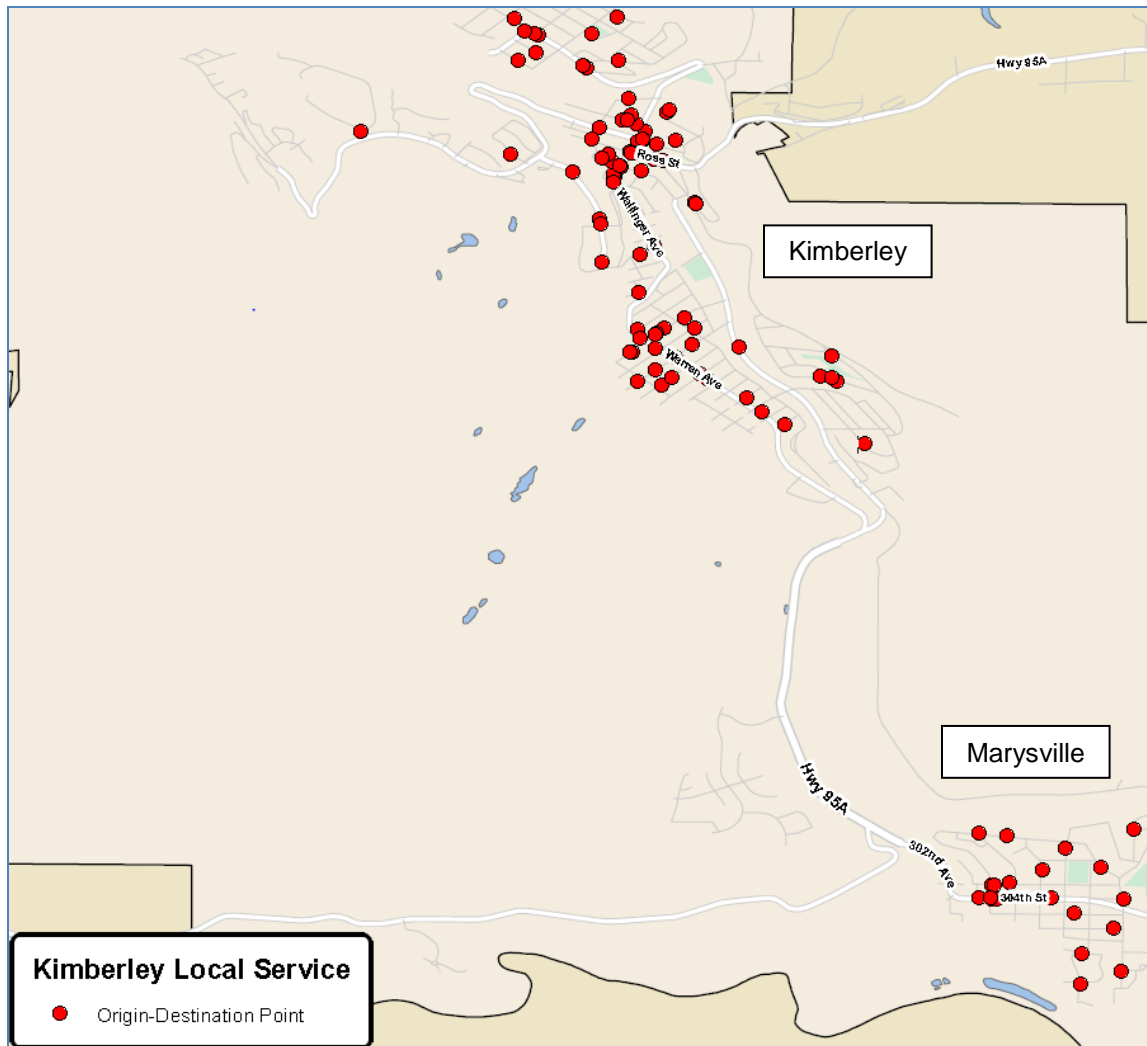 Hwy 95A
Ross St
Wallinger Ave
Kimberley
Warren Ave
Marysville
Hwy 95A
302nd Ave
304th St
Kimberley Local Service
Origin-Destination Point